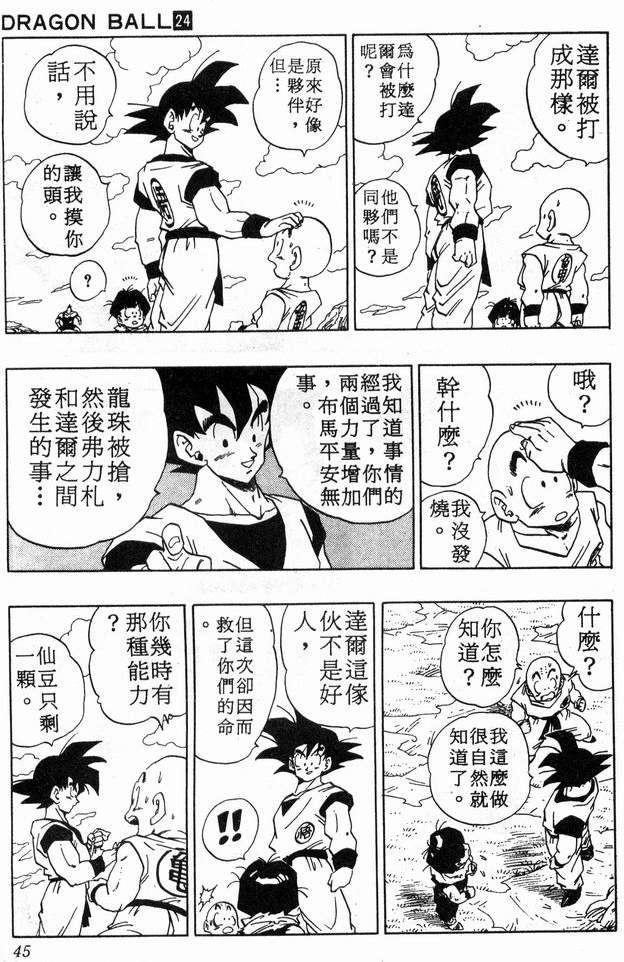 DRAGON BALL 24
達爾被打
成那樣。
爲什麼達
爾會被打
呢？
他們不是
同夥嗎？
原來好像
是夥伴，
但…
不用說
話，
讓我摸你
的頭。
？
哦？
幹什麼？
我沒發
燒。
我知道事情的
經過了，你們
兩個力量增加
，布馬平安無
事。
龍珠被搶，
然後弗力札
和達爾之間
發生的事…
什麼？
你怎麼
知道？
我這麼做
很自然就
知道了。
達爾這傢
伙不是好
人，
但這次卻因而
救了你們的命
。
!!
你幾時有
那種能力
？
仙豆只剩
一顆。
45